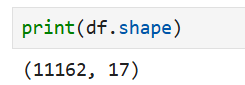 print(df.shape)
(11162, 17)